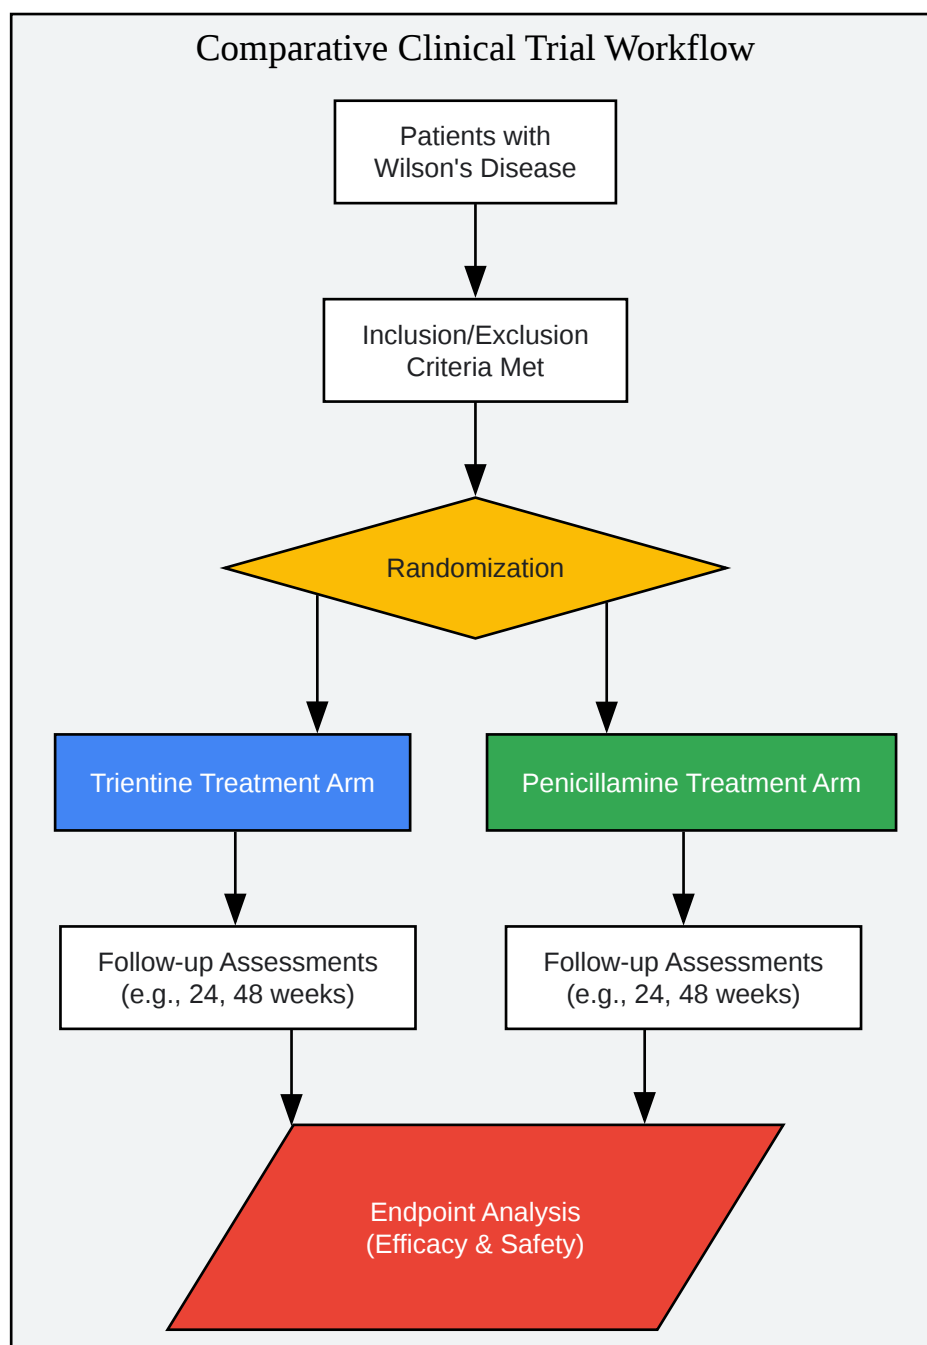 Comparative Clinical Trial Workflow
Patients with
Wilson's Disease
Inclusion/Exclusion
Criteria Met
Randomization
Trientine Treatment Arm
Penicillamine Treatment Arm
Follow-up Assessments
(e.g., 24, 48 weeks)
Follow-up Assessments
(e.g., 24, 48 weeks)
Endpoint Analysis
(Efficacy & Safety)